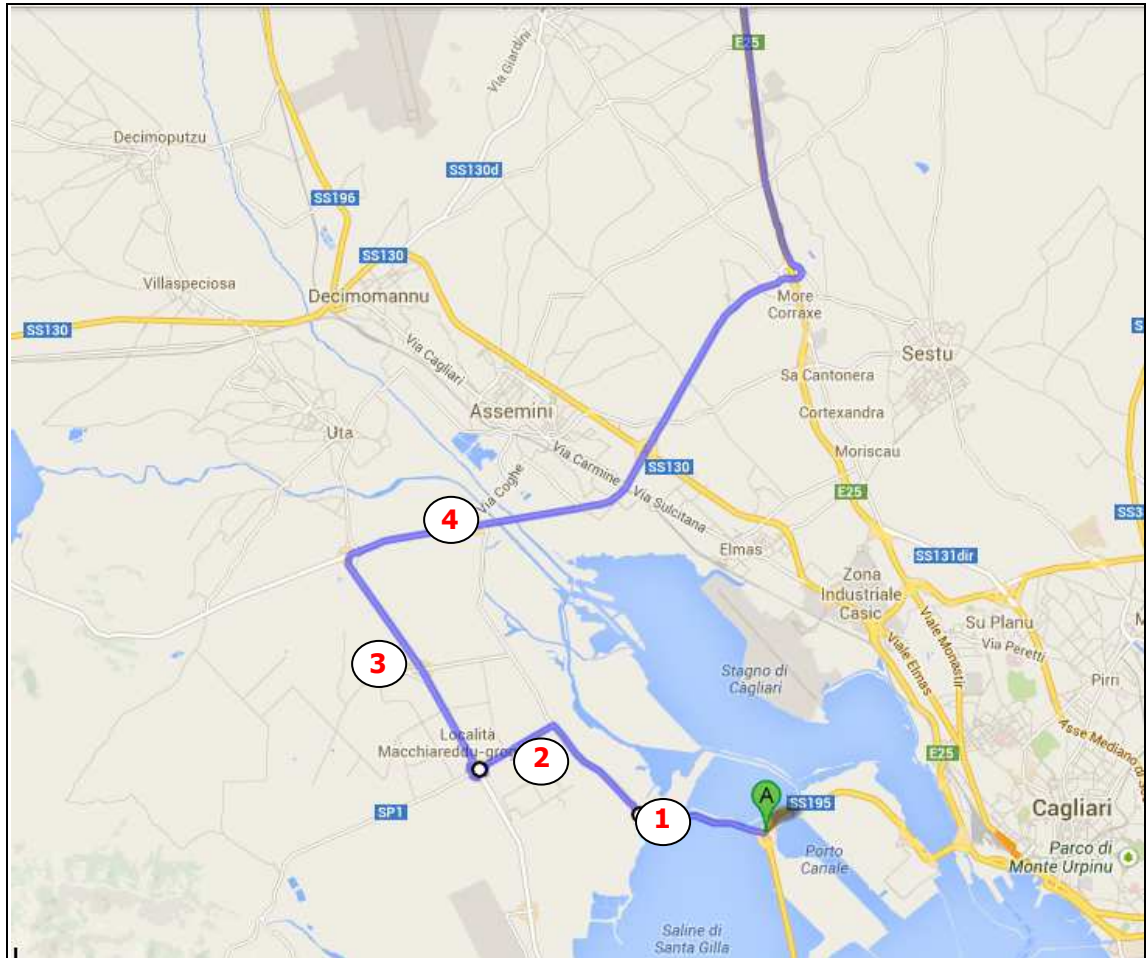 E25
Via Giardini
Decimoputzu
SS130d
SS196
SS130
Villaspeciosa
Decimomannu
More
Corraxe
SS130
Via Cagliari
Sestu
Sa Cantonera
Assemini
Cortexandra
Uta
Via Carmine
SS130
Moriscau
Via Coghe
Via Sulcitana
E25
4
Elmas
SS131dir
Zona
Industriale
Casic
Su Planu
Via Peretti
Viale Monastir
Viale Elmas
3
Stagno di
Càgliari
Pirri
Asse Mediano di
Località
Macchiareddu-gro
2
E25
A
SS195
SP1
1
Cagliari
Porto
Canale
Parco di
Monte Urpinu
Saline di
Santa Gilla